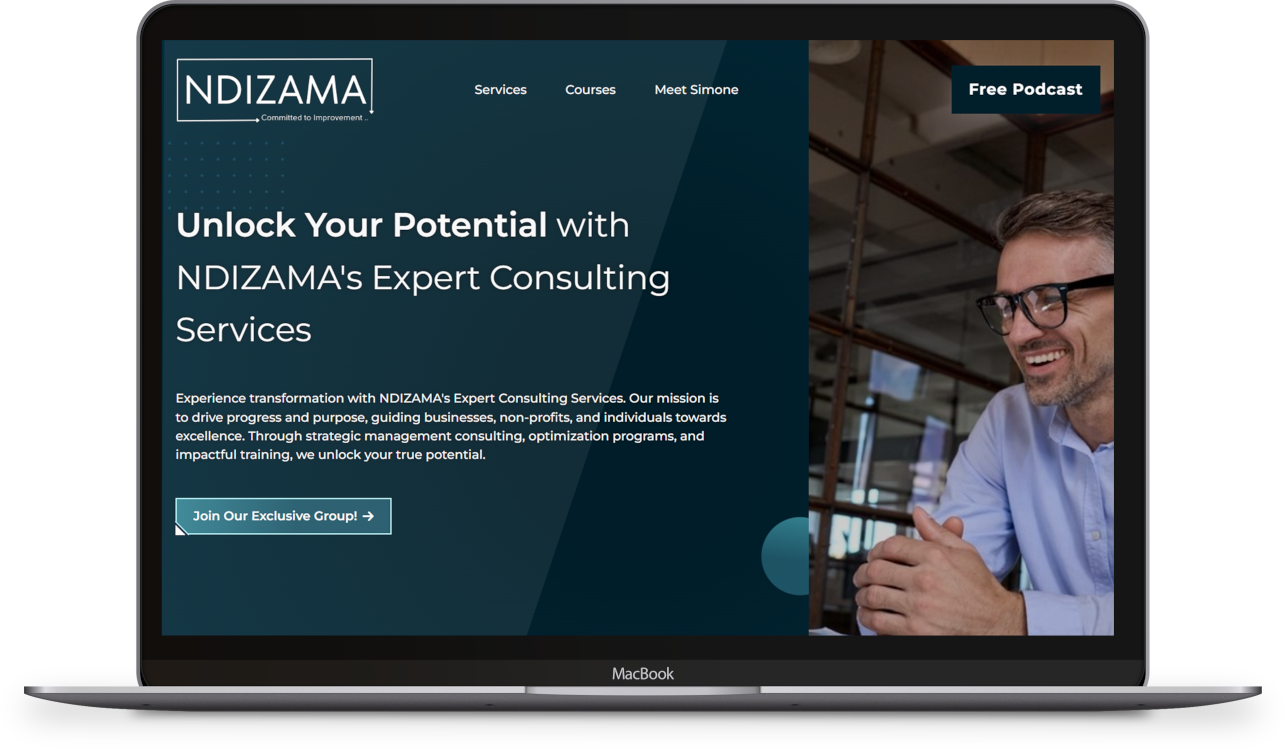 NDIZAMA
Committed to Improvement ..
Services
Courses
Meet Simone
Free Podcast
Unlock Your Potential with
NDIZAMA's Expert Consulting
Services
Experience transformation with NDIZAMA's Expert Consulting Services. Our mission is
to drive progress and purpose, guiding businesses, non-profits, and individuals towards
excellence. Through strategic management consulting, optimization programs, and
impactful training, we unlock your true potential.
Join Our Exclusive Group! →
MacBook